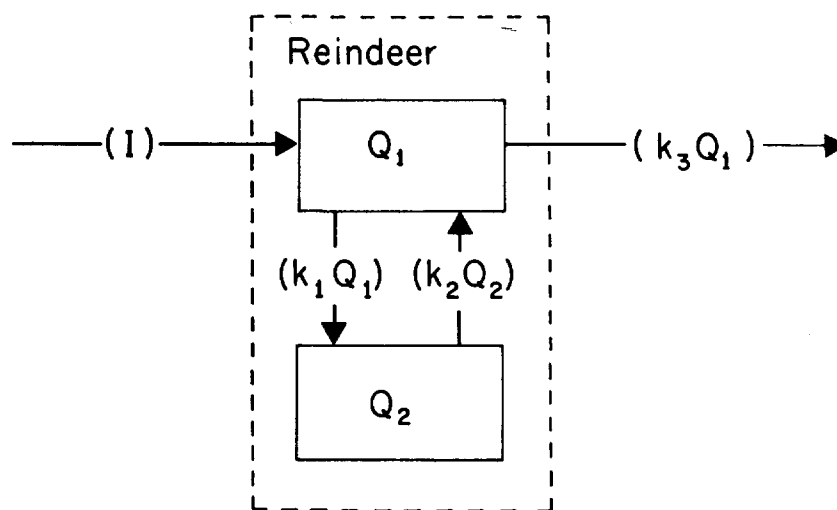 Reindeer
(I)
Q₁
(k₃Q₁)
(k₁Q₁)
(k₂Q₂)
Q₂